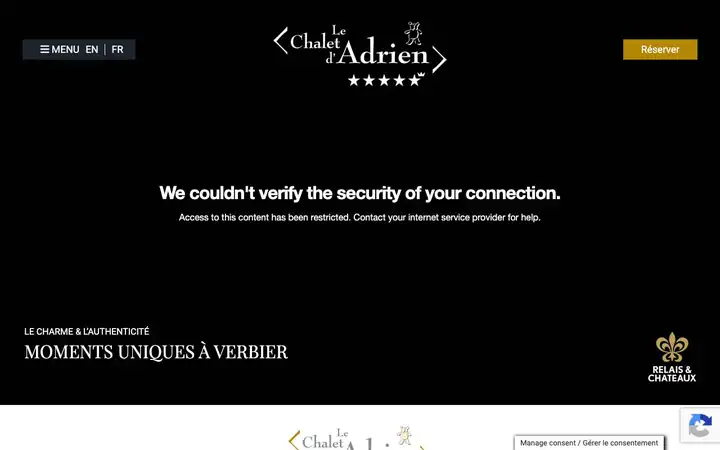 MENU EN | FR
Le
Chalet
d'Adrien
Réserver
We couldn't verify the security of your connection.
Access to this content has been restricted. Contact your internet service provider for help.
LE CHARME & L'AUTHENTICITÉ
MOMENTS UNIQUES À VERBIER
RELAIS &
CHATEAUX
Le
Chalet
Manage consent / Gérer le consentement